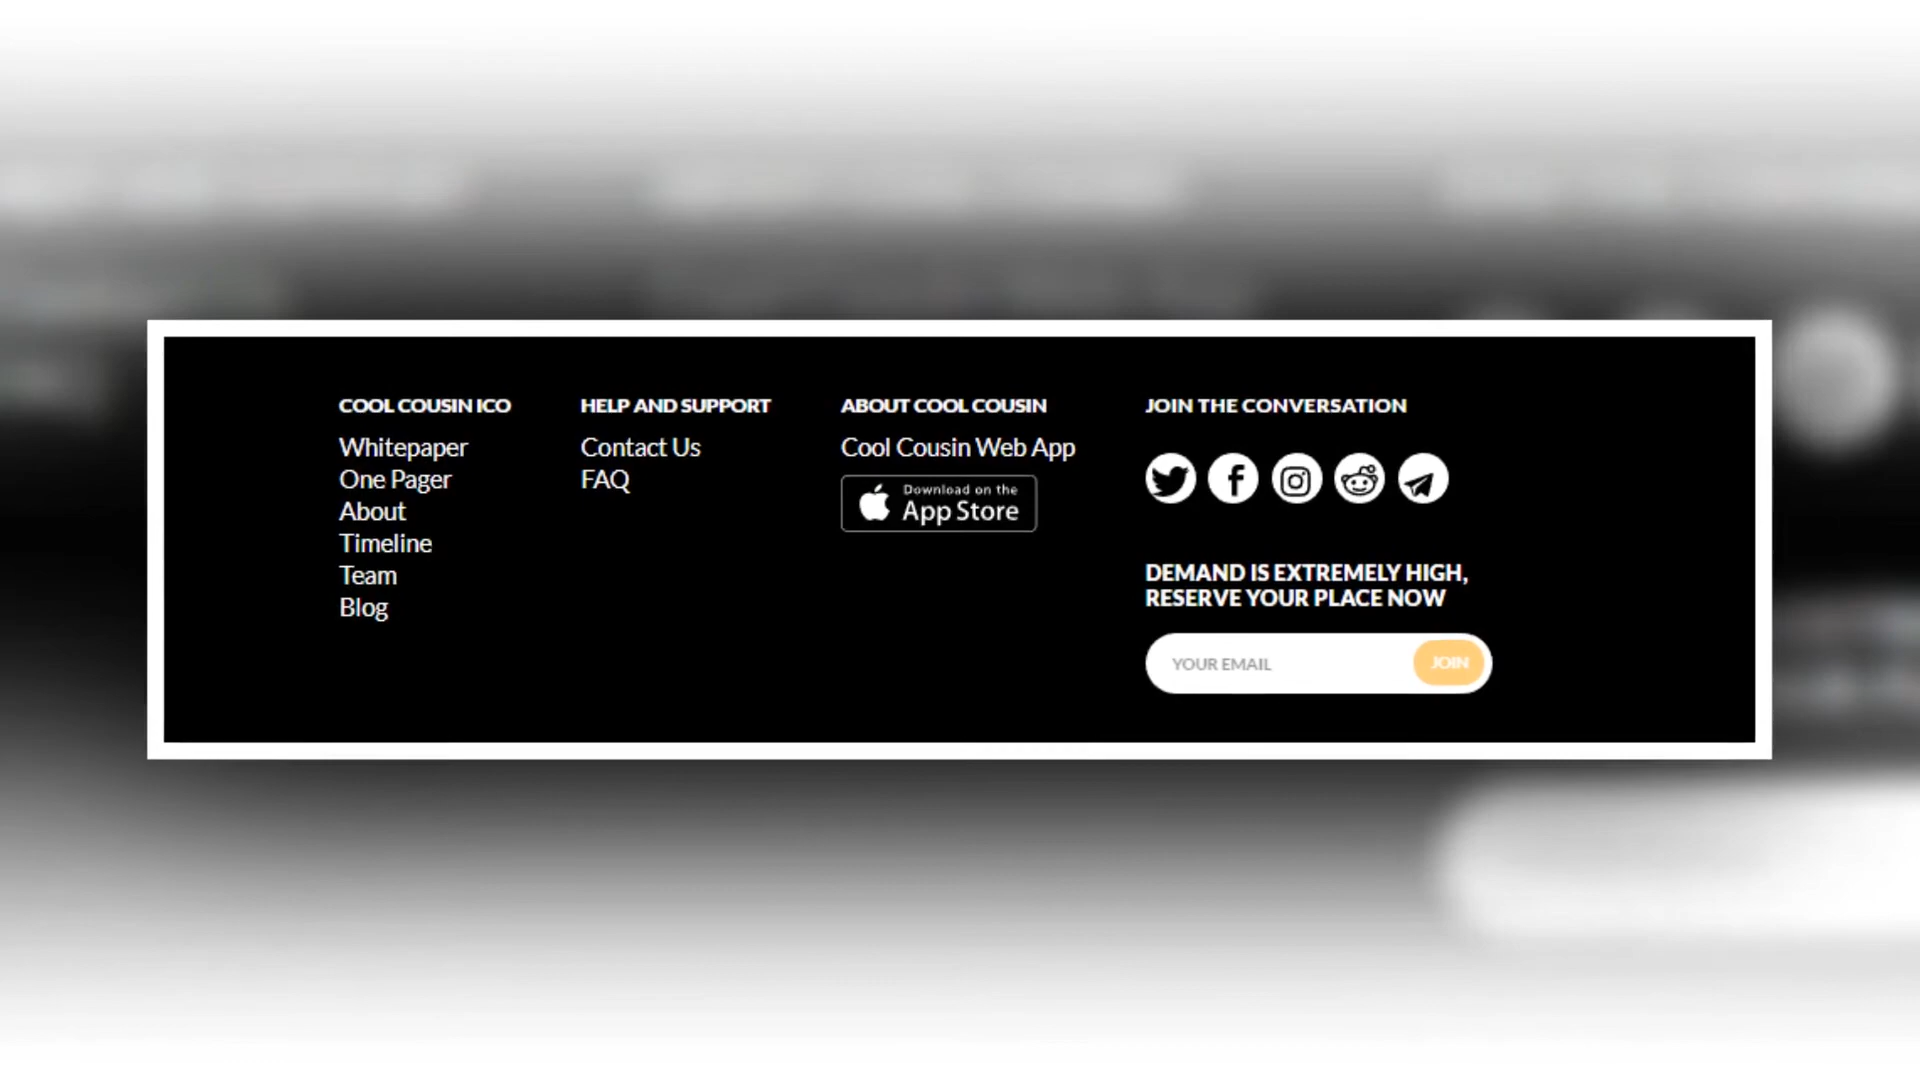 COOL COUSIN ICO
Whitepaper
One Pager
About
Timeline
Team
Blog
HELP AND SUPPORT
Contact Us
FAQ
ABOUT COOL COUSIN
Cool Cousin Web App
Download on the
App Store
JOIN THE CONVERSATION
DEMAND IS EXTREMELY HIGH,
RESERVE YOUR PLACE NOW
YOUR EMAIL
JOIN